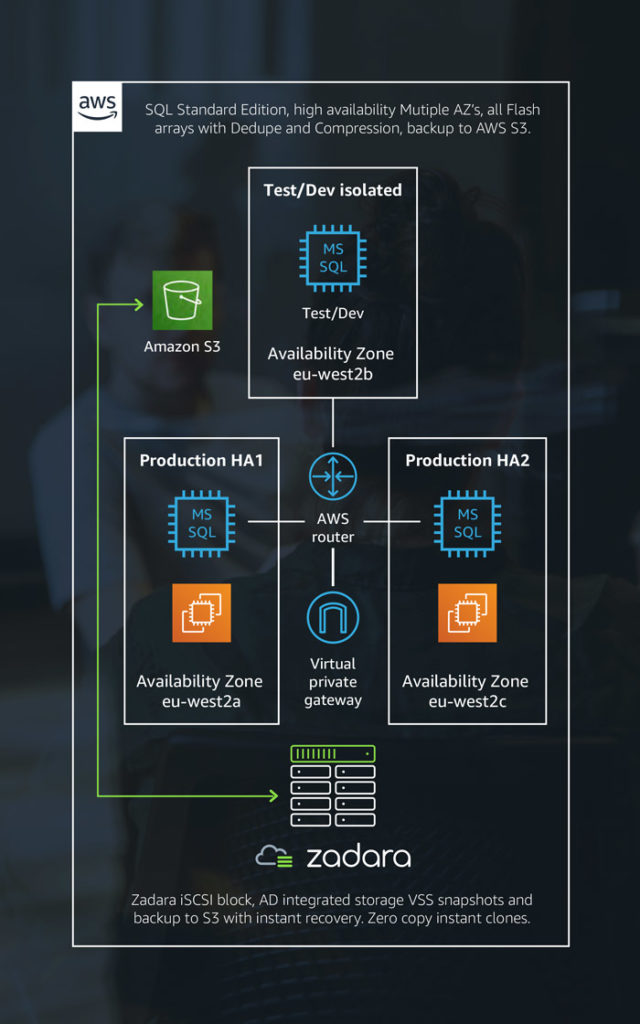 aws
SQL Standard Edition, high availability Mutiple AZ's, all Flash
arrays with Dedupe and Compression, backup to AWS S3.
Test/Dev isolated
MS
SQL
Test/Dev
Availability Zone
eu-west2b
Amazon S3
Production HA1
MS
SQL
Availability Zone
eu-west2a
AWS
router
Virtual
private
gateway
Production HA2
MS
SQL
Availability Zone
eu-west2c
zadara
Zadara iSCSI block, AD integrated storage VSS snapshots and
backup to S3 with instant recovery. Zero copy instant clones.